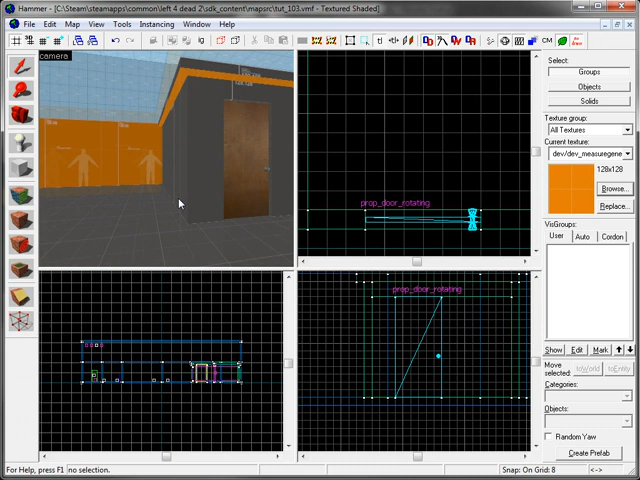 Hammer - [C:\Steam\steamapps\common\left 4 dead 2\sdk_content\mapsrc\tut_103.vmf - Textured Shaded]
File Edit Map View Tools Instancing Window Help
camera
prop_door_rotating
prop_door_rotating
Select:
Groups
Objects
Solids
Texture group:
All Textures
Current texture:
dev/dev_measuregene
128x128
Browse...
Replace...
VisGroups:
User Auto Cordon
Show Edit Mark
Move selected:
toWorld toEntity
Categories:
Objects:
Random Yaw
Create Prefab
For Help, press F1 no selection. Snap: On Grid: 8 <->